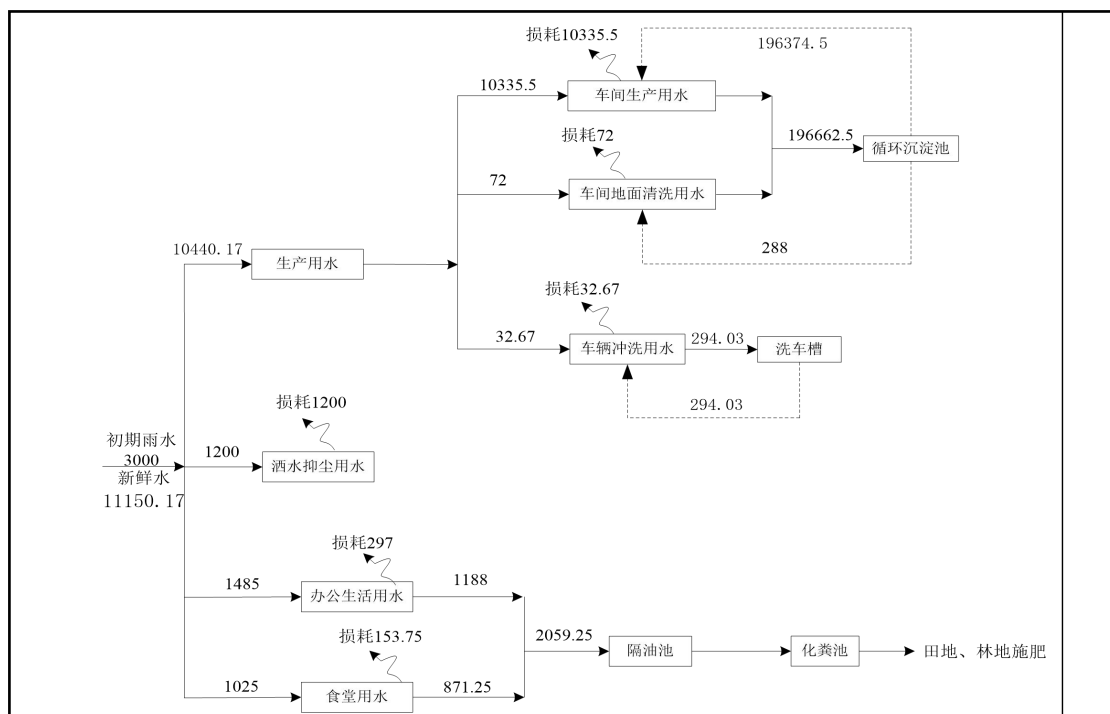 损耗10335.5
196374.5
10335.5
车间生产用水
损耗72
196662.5
循环沉淀池
72
车间地面清洗用水
10440.17
生产用水
288
损耗32.67
32.67
车辆冲洗用水
294.03
洗车槽
294.03
损耗1200
初期雨水
3000
1200
洒水抑尘用水
新鲜水
11150.17
损耗297
1485
办公生活用水
1188
损耗153.75
2059.25
隔油池
化粪池
田地、林地施肥
1025
食堂用水
871.25